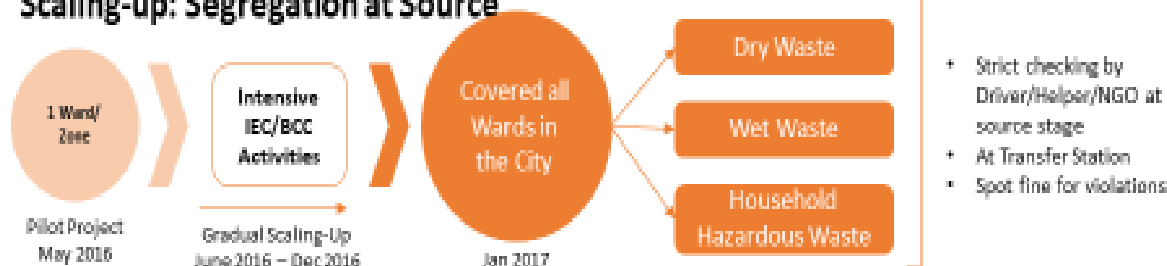 Scaling-up: Segregation at Source
1 Ward/
Zone
Pilot Project
May 2016
Intensive
IEC/BCC
Activities
Gradual Scaling-Up
June 2016 – Dec 2016
Covered all
Wards in
the City
Jan 2017
Dry Waste
Wet Waste
Household
Hazardous Waste
• Strict checking by
Driver/Helper/NGO at
source stage
• At Transfer Station
• Spot fine for violations